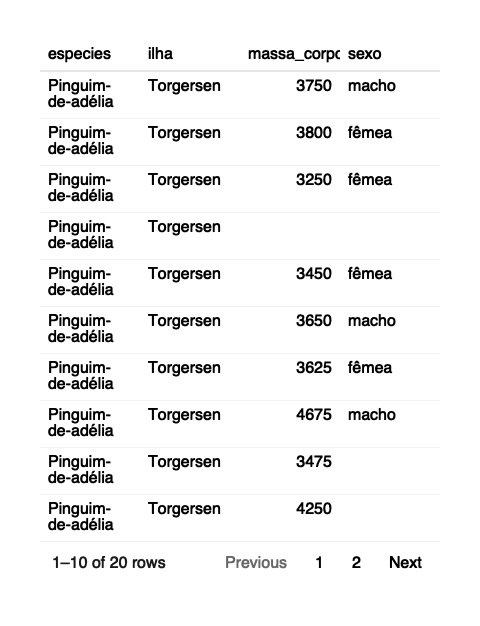 especies ilha massa_corpo sexo
Pinguim- Torgersen 3750 macho
de-adélia
Pinguim- Torgersen 3800 fêmea
de-adélia
Pinguim- Torgersen 3250 fêmea
de-adélia
Pinguim- Torgersen
de-adélia
Pinguim- Torgersen 3450 fêmea
de-adélia
Pinguim- Torgersen 3650 macho
de-adélia
Pinguim- Torgersen 3625 fêmea
de-adélia
Pinguim- Torgersen 4675 macho
de-adélia
Pinguim- Torgersen 3475
de-adélia
Pinguim- Torgersen 4250
de-adélia
1–10 of 20 rows Previous 1 2 Next